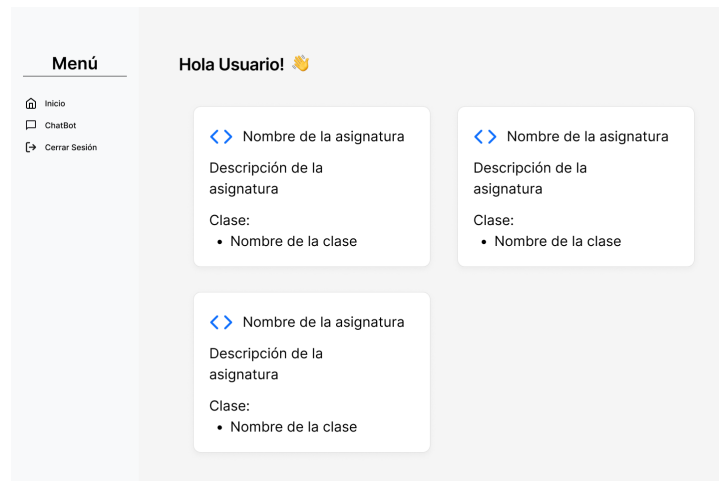 Menú
Inicio
ChatBot
Cerrar Sesión
Hola Usuario! 👋
Nombre de la asignatura
Descripción de la
asignatura
Clase:
• Nombre de la clase
Nombre de la asignatura
Descripción de la
asignatura
Clase:
• Nombre de la clase
Nombre de la asignatura
Descripción de la
asignatura
Clase:
• Nombre de la clase